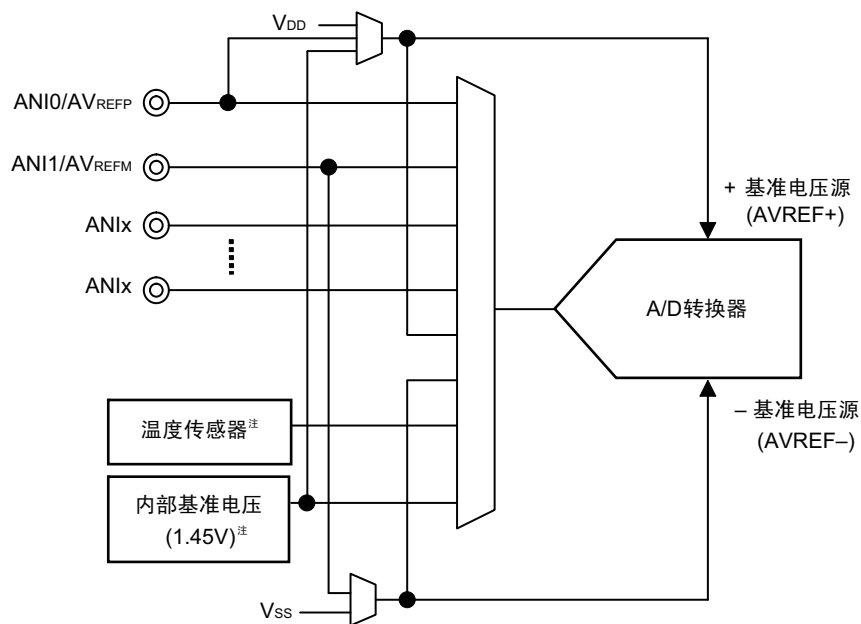 VDD
ANI0/AVREFP
ANI1/AVREFM
ANIx
ANIx
+ 基准电压源
(AVREF+)
A/D转换器
– 基准电压源
(AVREF–)
温度传感器注
内部基准电压
(1.45V)注
VSS